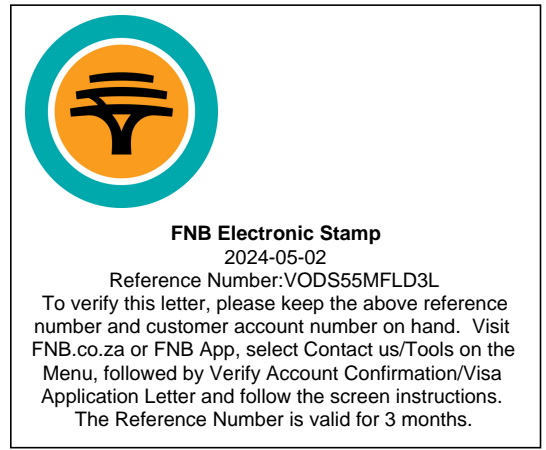 FNB Electronic Stamp
2024-05-02
Reference Number:VODS55MFLD3L
To verify this letter, please keep the above reference
number and customer account number on hand.  Visit
FNB.co.za or FNB App, select Contact us/Tools on the
Menu, followed by Verify Account Confirmation/Visa
Application Letter and follow the screen instructions.
The Reference Number is valid for 3 months.